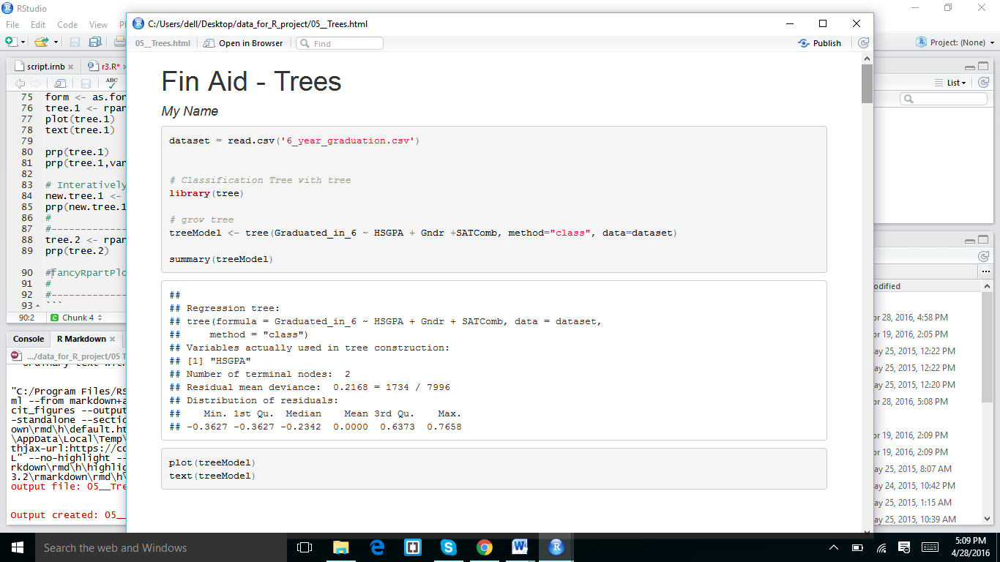 RStudio
File Edit Code View
Project: (None)
script.irnb
r3.R*
ABC
75 form <- as.for
76 tree.1 <- rpar
77 plot(tree.1)
78 text(tree.1)
79
80 prp(tree.1)
81 prp(tree.1,var
82
83 # Interatively
84 new.tree.1 <-
85 prp(new.tree.1
86 #
87 #-------------
88 tree.2 <- rpar
89 prp(tree.2)
90 #fancyRpartPlo
91 #
92 #-------------
93 ```
90:2 Chunk 4
Console R Markdown
.../data_for_R_project/05 T
"C:/Program Files/RS
ml --from markdown+a
cit_figures --output
-standalone --sectio
own\rmd\h\default.ht
\AppData\Local\Temp\
thjax-url:https://cd
L" --no-highlight --
rkdown\rmd\h\highlig
3.2\rmarkdown\rmd\h\
output file: 05__Tre
Output created: 05__
C:/Users/dell/Desktop/data_for_R_project/05__Trees.html
05__Trees.html Open in Browser Find Publish
Fin Aid - Trees
My Name
dataset = read.csv('6_year_graduation.csv')
# Classification Tree with tree
library(tree)
# grow tree
treeModel <- tree(Graduated_in_6 ~ HSGPA + Gndr +SATComb, method="class", data=dataset)
summary(treeModel)
##
## Regression tree:
## tree(formula = Graduated_in_6 ~ HSGPA + Gndr + SATComb, data = dataset,
##     method = "class")
## Variables actually used in tree construction:
## [1] "HSGPA"
## Number of terminal nodes:  2
## Residual mean deviance:  0.2168 = 1734 / 7996
## Distribution of residuals:
##    Min. 1st Qu.  Median    Mean 3rd Qu.    Max.
## -0.3627 -0.3627 -0.2342  0.0000  0.6373  0.7658
plot(treeModel)
text(treeModel)
List
odified
or 28, 2016, 4:58 PM
or 19, 2016, 2:05 PM
ay 25, 2015, 12:22 PM
ay 25, 2015, 12:22 PM
ay 25, 2015, 12:20 PM
or 28, 2016, 5:08 PM
or 19, 2016, 2:09 PM
or 19, 2016, 2:09 PM
ay 25, 2015, 8:07 AM
ay 24, 2015, 10:42 PM
ay 25, 2015, 1:15 AM
ay 25, 2015, 10:39 AM
Search the web and Windows
5:09 PM
4/28/2016